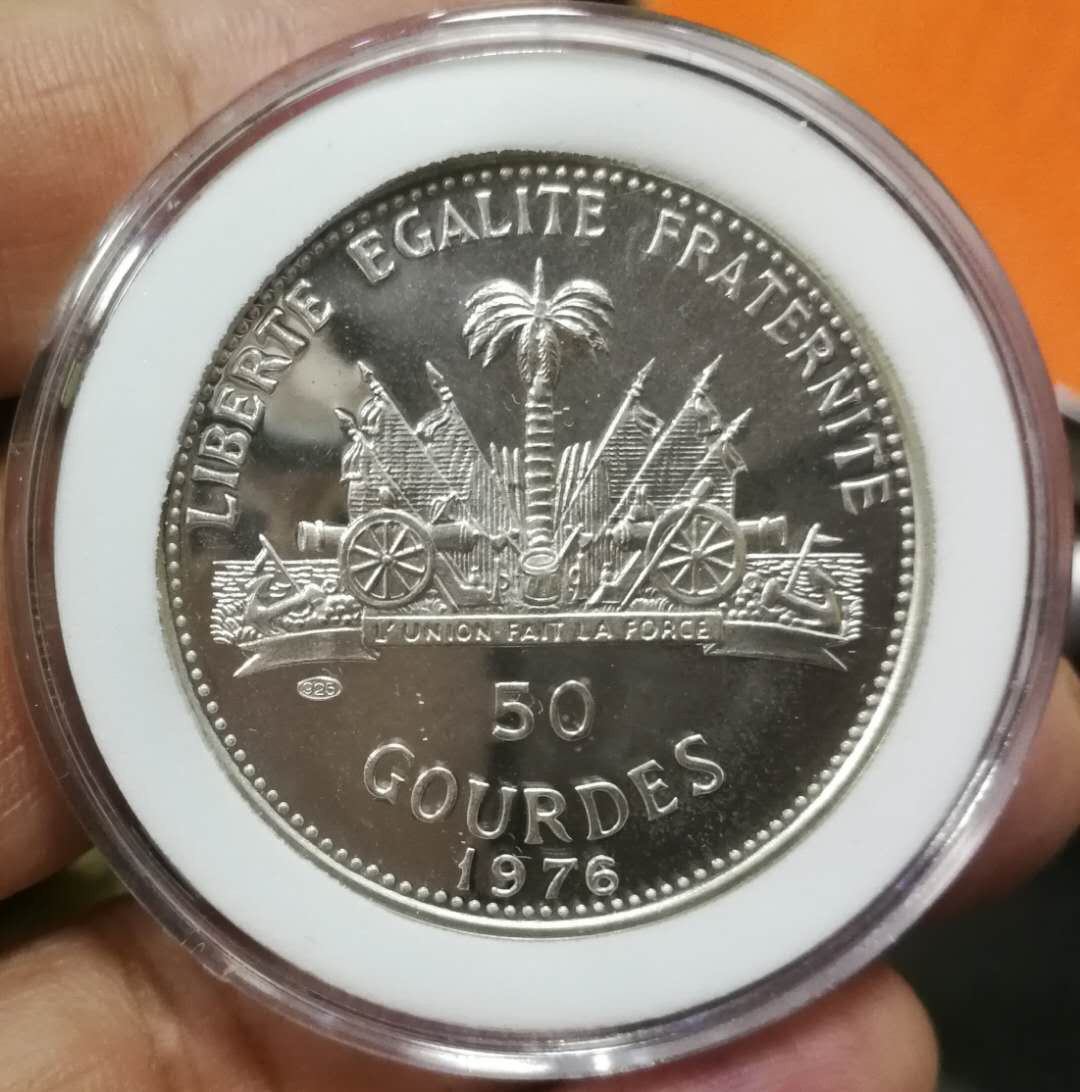 LIBERTE EGALITE FRATERNITE
L'UNION FAIT LA FORCE
925
50
GOURDES
1976